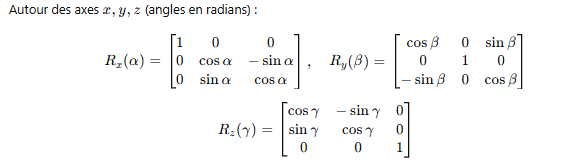 Autour des axes x, y, z (angles en radians) :
R_x(α) = [1 0 0; 0 cos α − sin α; 0 sin α cos α], R_y(β) = [cos β 0 sin β; 0 1 0; − sin β 0 cos β]
R_z(γ) = [cos γ − sin γ 0; sin γ cos γ 0; 0 0 1]